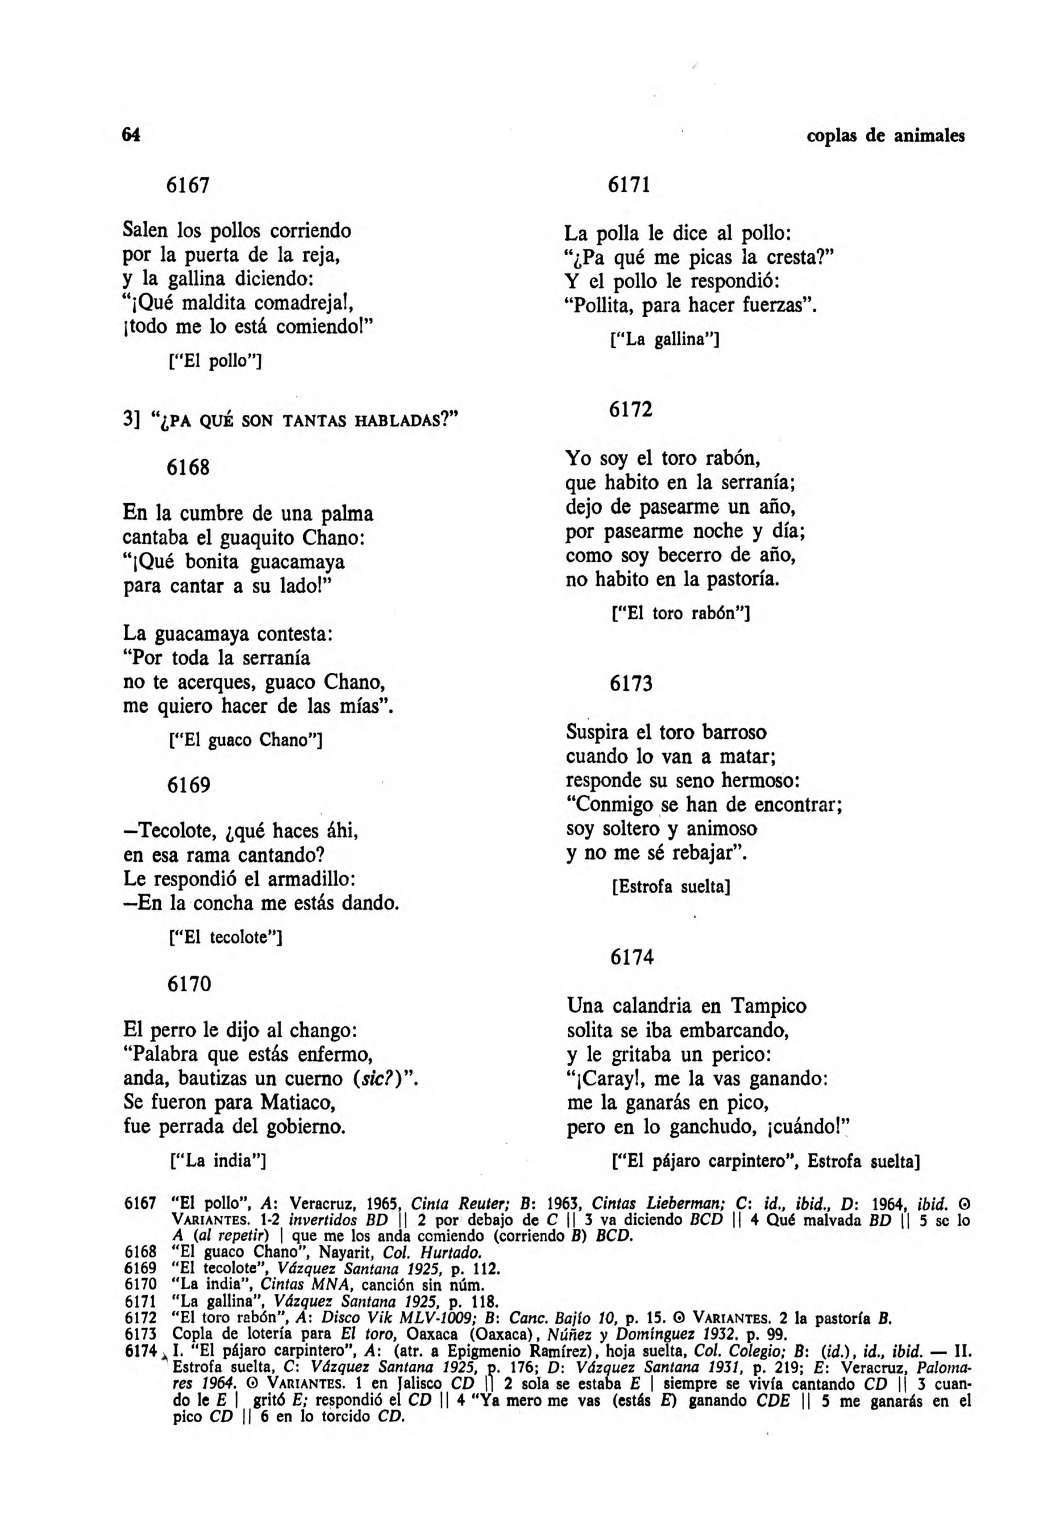 64
coplas de animales
6167
Salen los pollos corriendo
por la puerta de la reja,
y la gallina diciendo:
“¡Qué maldita comadreja!,
¡todo me lo está comiendo!”
[“El pollo”]
3] “¿PA QUÉ SON TANTAS HABLADAS?”
6168
En la cumbre de una palma
cantaba el guaquito Chano:
“¡Qué bonita guacamaya
para cantar a su lado!”
La guacamaya contesta:
“Por toda la serranía
no te acerques, guaco Chano,
me quiero hacer de las mías”.
[“El guaco Chano”]
6169
—Tecolote, ¿qué haces áhi,
en esa rama cantando?
Le respondió el armadillo:
—En la concha me estás dando.
[“El tecolote”]
6170
El perro le dijo al chango:
“Palabra que estás enfermo,
anda, bautizas un cuerno (sic?)”.
Se fueron para Matiaco,
fue perrada del gobierno.
[“La india”]
6171
La polla le dice al pollo:
“¿Pa qué me picas la cresta?”
Y el pollo le respondió:
“Pollita, para hacer fuerzas”.
[“La gallina”]
6172
Yo soy el toro rabón,
que habito en la serranía;
dejo de pasearme un año,
por pasearme noche y día;
como soy becerro de año,
no habito en la pastoría.
[“El toro rabón”]
6173
Suspira el toro barroso
cuando lo van a matar;
responde su seno hermoso:
“Conmigo se han de encontrar;
soy soltero y animoso
y no me sé rebajar”.
[Estrofa suelta]
6174
Una calandria en Tampico
solita se iba embarcando,
y le gritaba un perico:
“¡Caray!, me la vas ganando:
me la ganarás en pico,
pero en lo ganchudo, ¡cuándo!”
[“El pájaro carpintero”, Estrofa suelta]
6167 “El pollo”, A: Veracruz, 1965, Cinta Reuter; B: 1963, Cintas Lieberman; C: id., ibid., D: 1964, ibid. ⊙
VARIANTES. 1-2 invertidos BD || 2 por debajo de C || 3 va diciendo BCD || 4 Qué malvada BD || 5 se lo
A (al repetir) | que me los anda comiendo (corriendo B) BCD.
6168 “El guaco Chano”, Nayarit, Col. Hurtado.
6169 “El tecolote”, Vázquez Santana 1925, p. 112.
6170 “La india”, Cintas MNA, canción sin núm.
6171 “La gallina”, Vázquez Santana 1925, p. 118.
6172 “El toro rabón”, A: Disco Vik MLV-1009; B: Canc. Bajío 10, p. 15. ⊙ VARIANTES. 2 la pastoría B.
6173 Copla de lotería para El toro, Oaxaca (Oaxaca), Núñez y Domínguez 1932. p. 99.
6174 I. “El pájaro carpintero”, A: (atr. a Epigmenio Ramírez), hoja suelta, Col. Colegio; B: (id.), id., ibid. — II.
Estrofa suelta, C: Vázquez Santana 1925, p. 176; D: Vázquez Santana 1931, p. 219; E: Veracruz, Paloma-
res 1964. ⊙ VARIANTES. 1 en Jalisco CD || 2 sola se estaba E | siempre se vivía cantando CD || 3 cuan-
do le E | gritó E; respondió el CD || 4 “Ya mero me vas (estás E) ganando CDE || 5 me ganarás en el
pico CD || 6 en lo torcido CD.